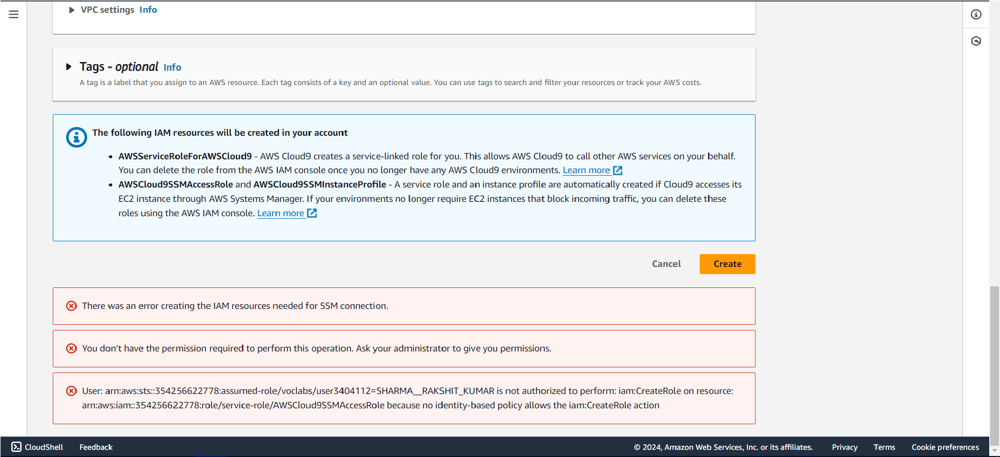 VPC settings Info
Tags - optional Info
A tag is a label that you assign to an AWS resource. Each tag consists of a key and an optional value. You can use tags to search and filter your resources or track your AWS costs.
The following IAM resources will be created in your account
• AWSServiceRoleForAWSCloud9 - AWS Cloud9 creates a service-linked role for you. This allows AWS Cloud9 to call other AWS services on your behalf.
You can delete the role from the AWS IAM console once you no longer have any AWS Cloud9 environments. Learn more
• AWSCloud9SSMAccessRole and AWSCloud9SSMInstanceProfile - A service role and an instance profile are automatically created if Cloud9 accesses its
EC2 instance through AWS Systems Manager. If your environments no longer require EC2 instances that block incoming traffic, you can delete these
roles using the AWS IAM console. Learn more
Cancel Create
There was an error creating the IAM resources needed for SSM connection.
You don’t have the permission required to perform this operation. Ask your administrator to give you permissions.
User: arn:aws:sts::354256622778:assumed-role/voclabs/user3404112=SHARMA__RAKSHIT_KUMAR is not authorized to perform: iam:CreateRole on resource:
arn:aws:iam::354256622778:role/service-role/AWSCloud9SSMAccessRole because no identity-based policy allows the iam:CreateRole action
CloudShell Feedback © 2024, Amazon Web Services, Inc. or its affiliates. Privacy Terms Cookie preferences